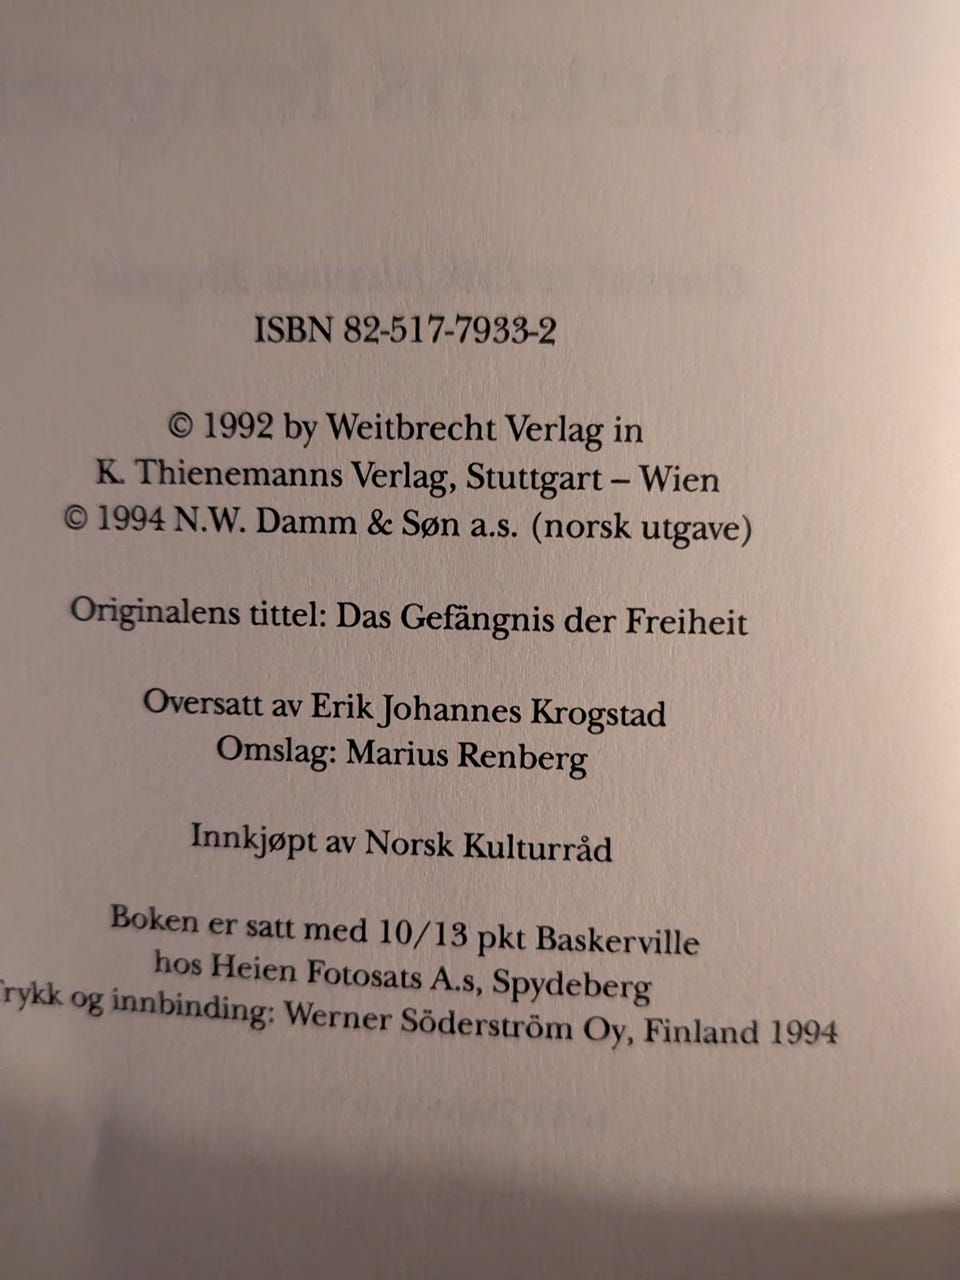 ISBN 82-517-7933-2
© 1992 by Weitbrecht Verlag in
K. Thienemanns Verlag, Stuttgart – Wien
© 1994 N.W. Damm & Søn a.s. (norsk utgave)
Originalens tittel: Das Gefängnis der Freiheit
Oversatt av Erik Johannes Krogstad
Omslag: Marius Renberg
Innkjøpt av Norsk Kulturråd
Boken er satt med 10/13 pkt Baskerville
hos Heien Fotosats A.s, Spydeberg
Trykk og innbinding: Werner Söderström Oy, Finland 1994